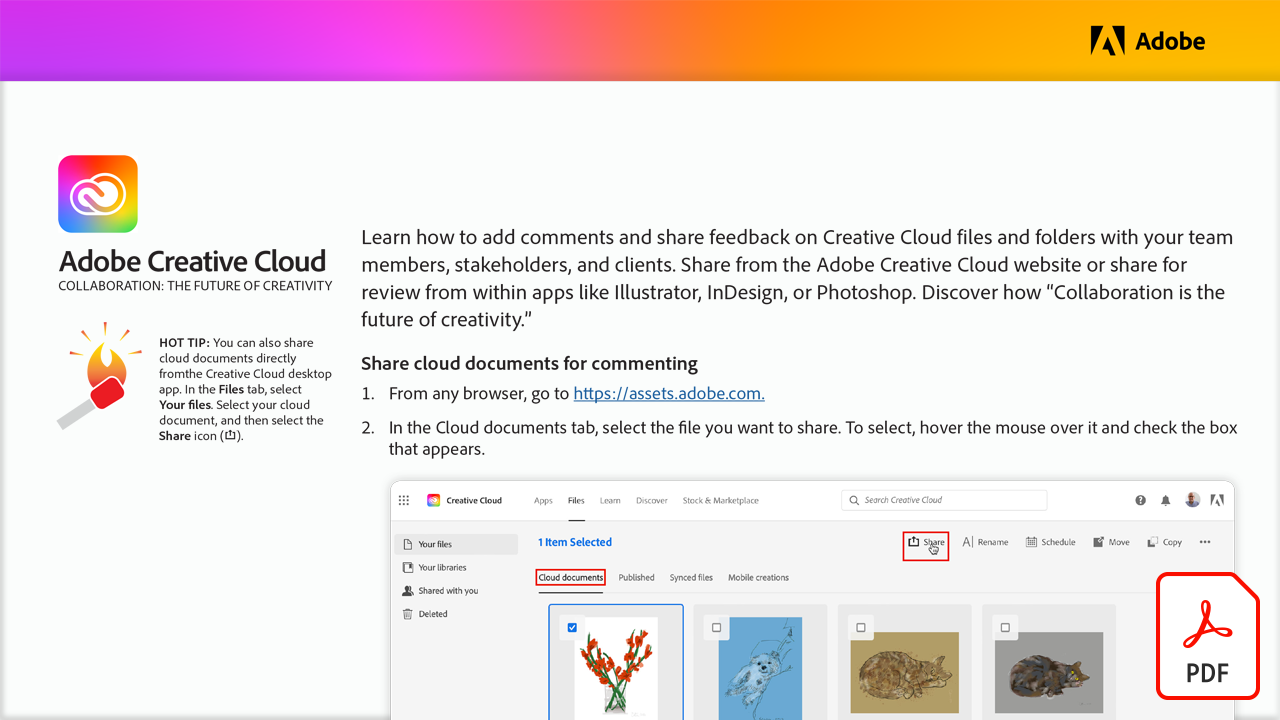 Adobe
Adobe Creative Cloud
COLLABORATION: THE FUTURE OF CREATIVITY
HOT TIP: You can also share
cloud documents directly
fromthe Creative Cloud desktop
app. In the Files tab, select
Your files. Select your cloud
document, and then select the
Share icon ( ).
Learn how to add comments and share feedback on Creative Cloud files and folders with your team
members, stakeholders, and clients. Share from the Adobe Creative Cloud website or share for
review from within apps like Illustrator, InDesign, or Photoshop. Discover how “Collaboration is the
future of creativity.”
Share cloud documents for commenting
1. From any browser, go to https://assets.adobe.com.
2. In the Cloud documents tab, select the file you want to share. To select, hover the mouse over it and check the box
that appears.
Creative Cloud Apps Files Learn Discover Stock & Marketplace Search Creative Cloud
Your files
Your libraries
Shared with you
Deleted
1 Item Selected Share Rename Schedule Move Copy
Cloud documents Published Synced files Mobile creations
PDF